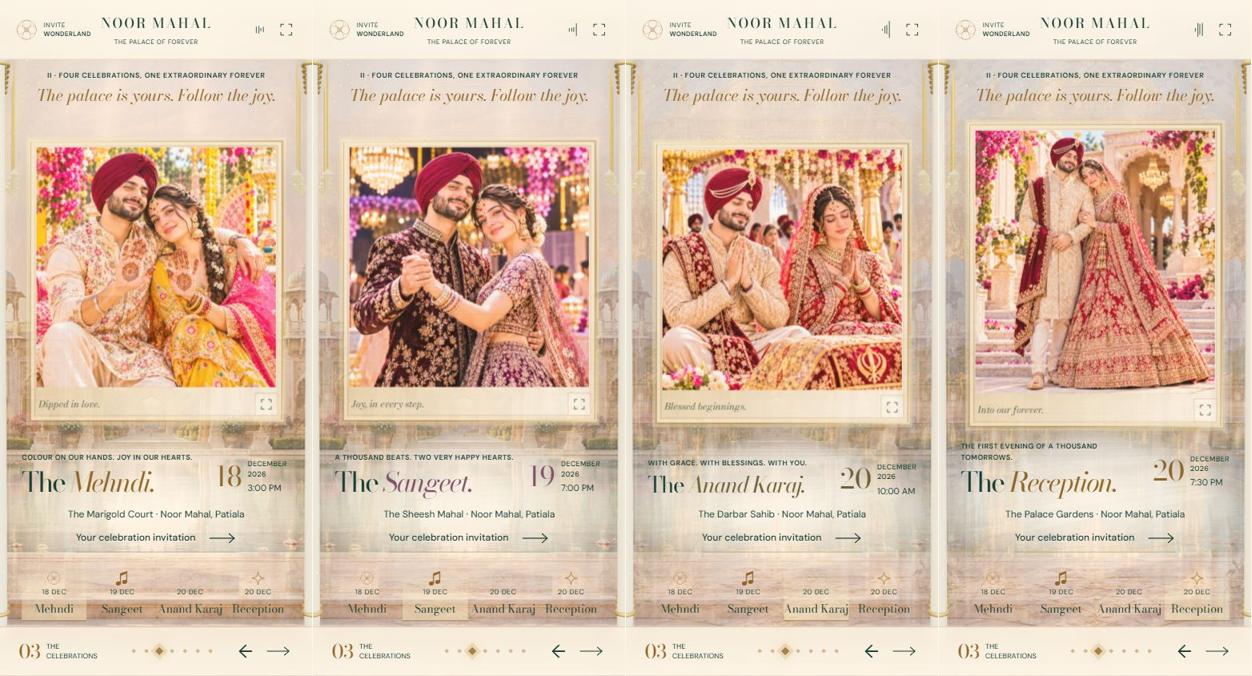 INVITE
WONDERLAND
NOOR MAHAL
THE PALACE OF FOREVER
II · FOUR CELEBRATIONS, ONE EXTRAORDINARY FOREVER
The palace is yours. Follow the joy.
Dipped in love.
COLOUR ON OUR HANDS. JOY IN OUR HEARTS.
The Mehndi.
18 DECEMBER
2026
3:00 PM
The Marigold Court · Noor Mahal, Patiala
Your celebration invitation
18 DEC 19 DEC 20 DEC 20 DEC
Mehndi Sangeet Anand Karaj Reception
03 THE
CELEBRATIONS
INVITE
WONDERLAND
NOOR MAHAL
THE PALACE OF FOREVER
II · FOUR CELEBRATIONS, ONE EXTRAORDINARY FOREVER
The palace is yours. Follow the joy.
Joy, in every step.
A THOUSAND BEATS. TWO VERY HAPPY HEARTS.
The Sangeet.
19 DECEMBER
2026
7:00 PM
The Sheesh Mahal · Noor Mahal, Patiala
Your celebration invitation
18 DEC 19 DEC 20 DEC 20 DEC
Mehndi Sangeet Anand Karaj Reception
03 THE
CELEBRATIONS
INVITE
WONDERLAND
NOOR MAHAL
THE PALACE OF FOREVER
II · FOUR CELEBRATIONS, ONE EXTRAORDINARY FOREVER
The palace is yours. Follow the joy.
Blessed beginnings.
WITH GRACE. WITH BLESSINGS. WITH YOU.
The Anand Karaj.
20 DECEMBER
2026
10:00 AM
The Darbar Sahib · Noor Mahal, Patiala
Your celebration invitation
18 DEC 19 DEC 20 DEC 20 DEC
Mehndi Sangeet Anand Karaj Reception
03 THE
CELEBRATIONS
INVITE
WONDERLAND
NOOR MAHAL
THE PALACE OF FOREVER
II · FOUR CELEBRATIONS, ONE EXTRAORDINARY FOREVER
The palace is yours. Follow the joy.
Into our forever.
THE FIRST EVENING OF A THOUSAND
TOMORROWS.
The Reception.
20 DECEMBER
2026
7:30 PM
The Palace Gardens · Noor Mahal, Patiala
Your celebration invitation
18 DEC 19 DEC 20 DEC 20 DEC
Mehndi Sangeet Anand Karaj Reception
03 THE
CELEBRATIONS